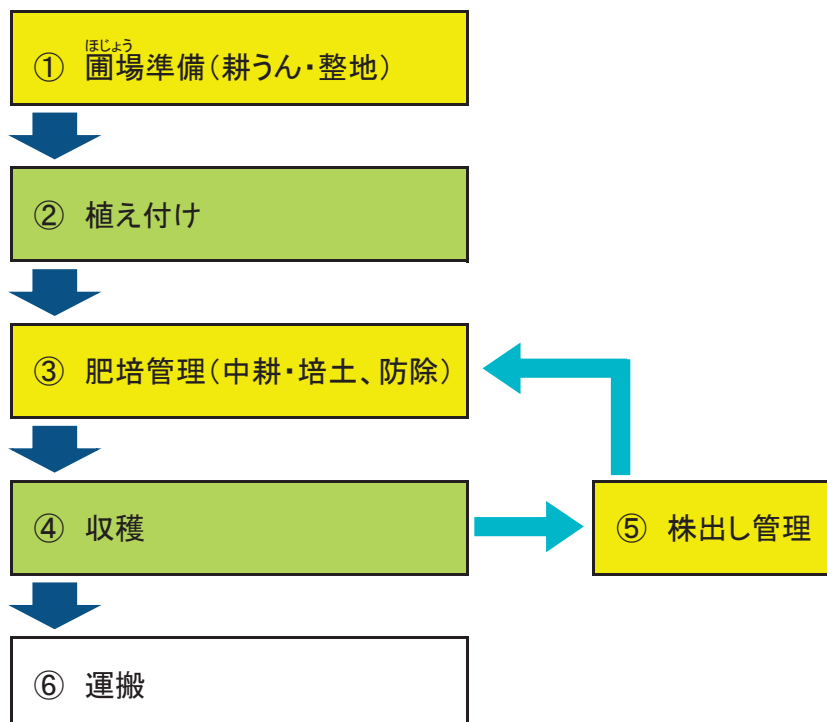 ほじょう
① 圃場準備（耕うん・整地）
② 植え付け
③ 肥培管理（中耕・培土、防除）
④ 収穫
⑤ 株出し管理
⑥ 運搬